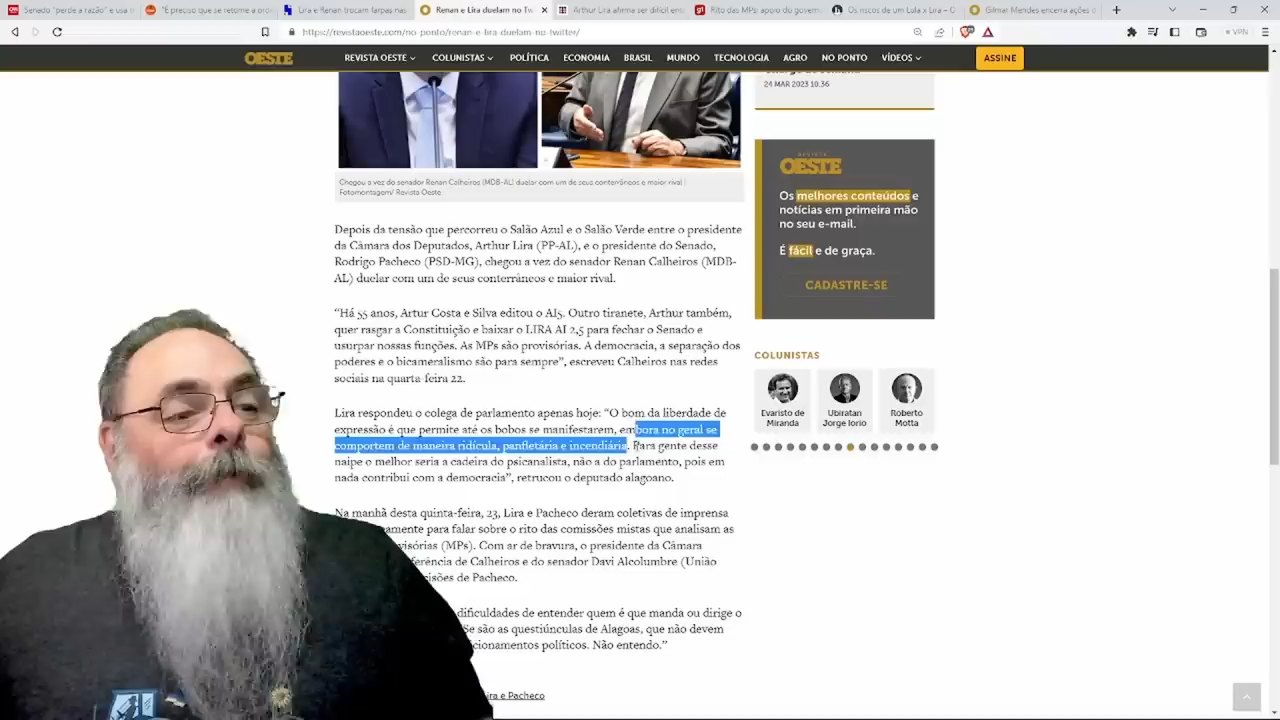 Senado "perde a razão" e usa
"É preciso que se retome a orde
Lira e Renan trocam farpas nas
Renan e Lira duelam no Tw
Arthur Lira afirma ser difícil ent
Rito das MPs: apoio do governo
Os riscos de um Lula x Lira – O
Gilmar Mendes encerra ações d
https://revistaoeste.com/no-ponto/renan-e-lira-duelam-no-twitter/
VPN
OESTE
REVISTA OESTE
COLUNISTAS
POLÍTICA
ECONOMIA
BRASIL
MUNDO
TECNOLOGIA
AGRO
NO PONTO
VÍDEOS
ASSINE
24 MAR 2023 10:36
Chegou a vez do senador Renan Calheiros (MDB-AL) duelar com um de seus conterrâneos e maior rival |
Fotomontagem/ Revista Oeste
Depois da tensão que percorreu o Salão Azul e o Salão Verde entre o presidente
da Câmara dos Deputados, Arthur Lira (PP-AL), e o presidente do Senado,
Rodrigo Pacheco (PSD-MG), chegou a vez do senador Renan Calheiros (MDB-
AL) duelar com um de seus conterrâneos e maior rival.
“Há 55 anos, Artur Costa e Silva editou o AI5. Outro tiranete, Arthur também,
quer rasgar a Constituição e baixar o LIRA AI 2,5 para fechar o Senado e
usurpar nossas funções. As MPs são provisórias. A democracia, a separação dos
poderes e o bicameralismo são para sempre”, escreveu Calheiros nas redes
sociais na quarta-feira 22.
Lira respondeu o colega de parlamento apenas hoje: “O bom da liberdade de
expressão é que permite até os bobos se manifestarem, embora no geral se
comportem de maneira ridícula, panfletária e incendiária. Para gente desse
naipe o melhor seria a cadeira do psicanalista, não a do parlamento, pois em
nada contribui com a democracia”, retrucou o deputado alagoano.
Na manhã desta quinta-feira, 23, Lira e Pacheco deram coletivas de imprensa
amente para falar sobre o rito das comissões mistas que analisam as
visórias (MPs). Com ar de bravura, o presidente da Câmara
ferência de Calheiros e do senador Davi Alcolumbre (União
cisões de Pacheco.
dificuldades de entender quem é que manda ou dirige o
Se são as questiúnculas de Alagoas, que não devem
cionamentos políticos. Não entendo.”
ira e Pacheco
REVISTA
OESTE
Os melhores conteúdos e
notícias em primeira mão
no seu e-mail.
É fácil e de graça.
CADASTRE-SE
COLUNISTAS
Evaristo de
Miranda
Ubiratan
Jorge Iorio
Roberto
Motta